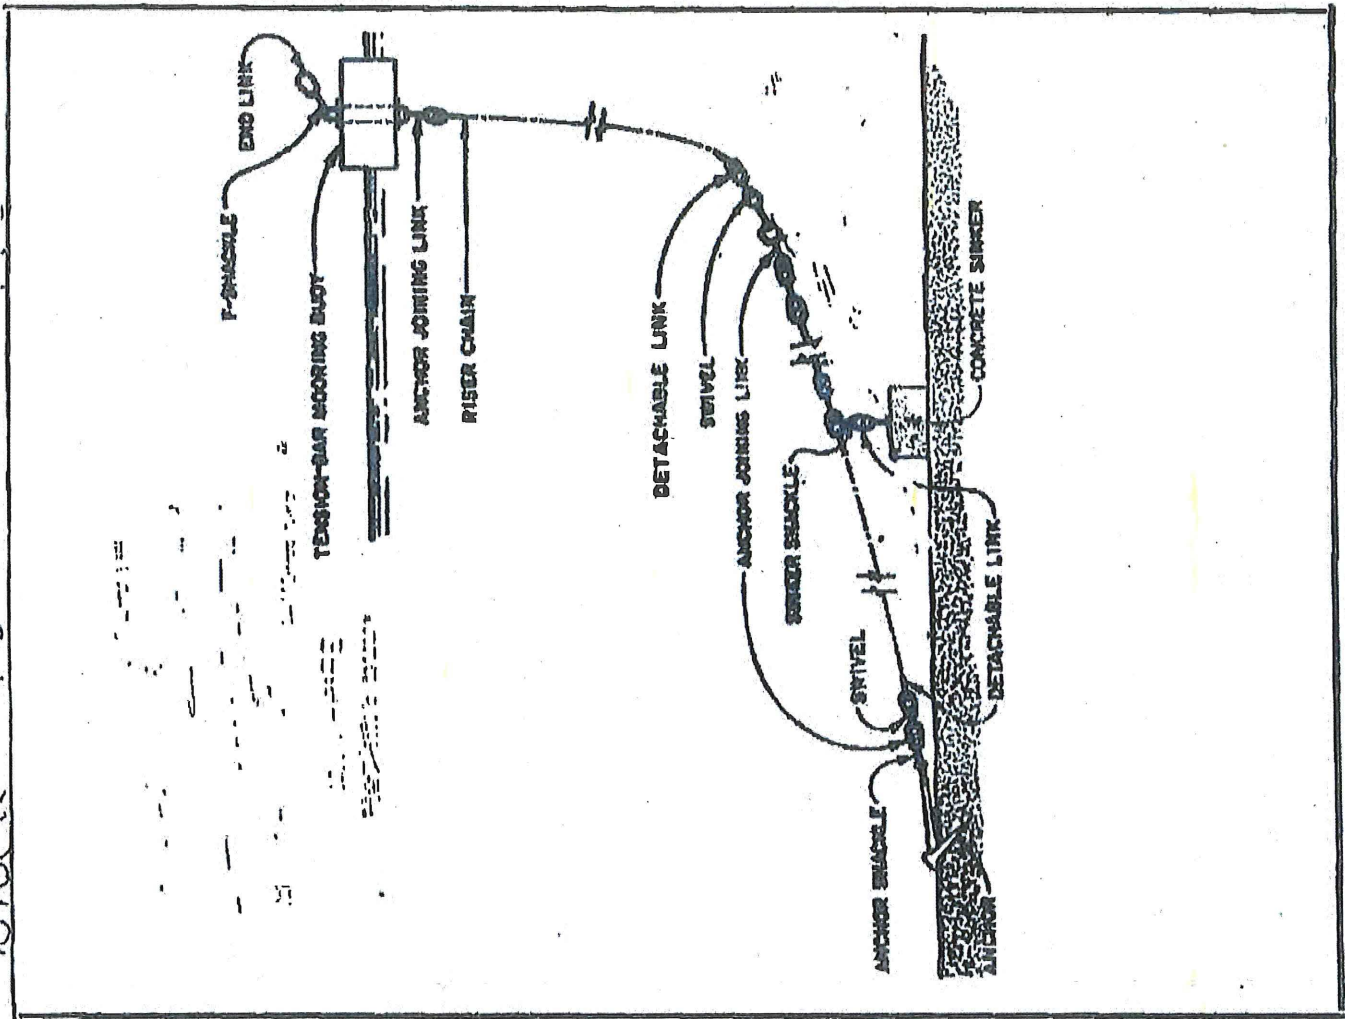 END LINK
F-SHACKLE
TENSION-BAR MOORING BUOY
ANCHOR JOINING LINK
RISER CHAIN
DETACHABLE LINK
SWIVEL
ANCHOR JOINING LINK
SINKER SHACKLE
CONCRETE SINKER
SWIVEL
DETACHABLE LINK
ANCHOR SHACKLE
ANCHOR